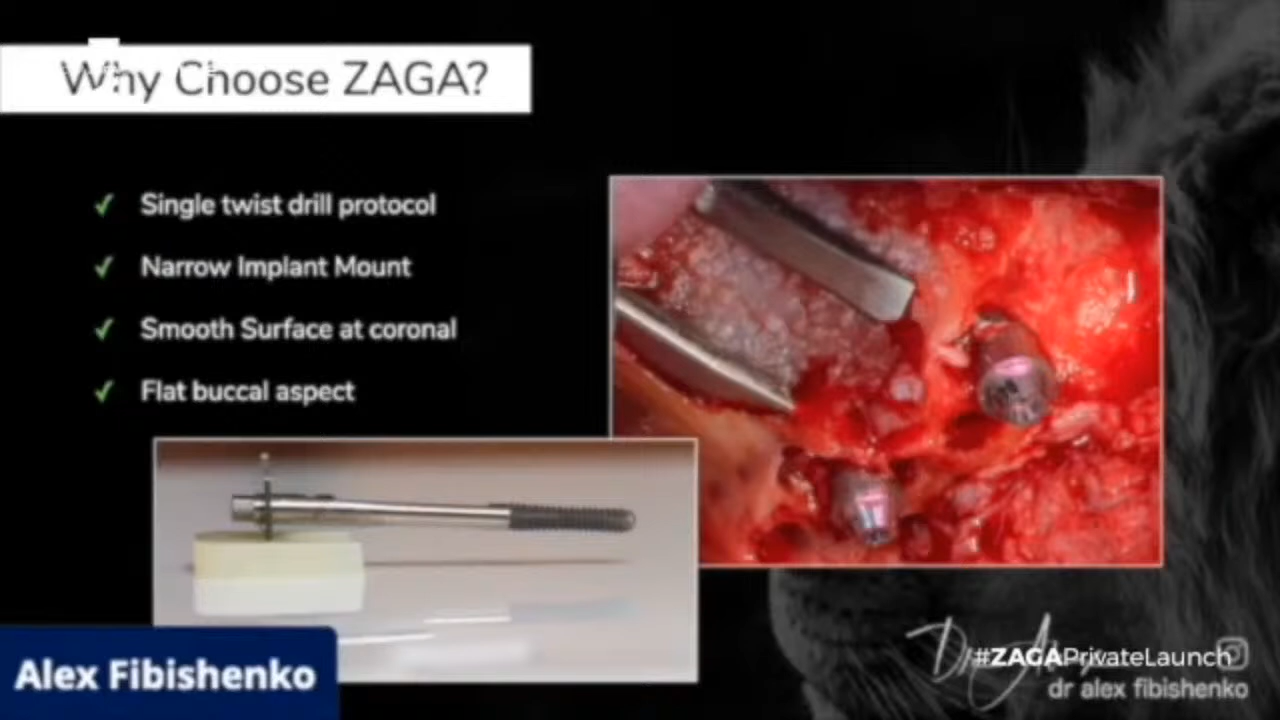 Why Choose ZAGA?
✓ Single twist drill protocol
✓ Narrow Implant Mount
✓ Smooth Surface at coronal
✓ Flat buccal aspect
Alex Fibishenko
#ZAGAPrivateLaunch
dr alex fibishenko